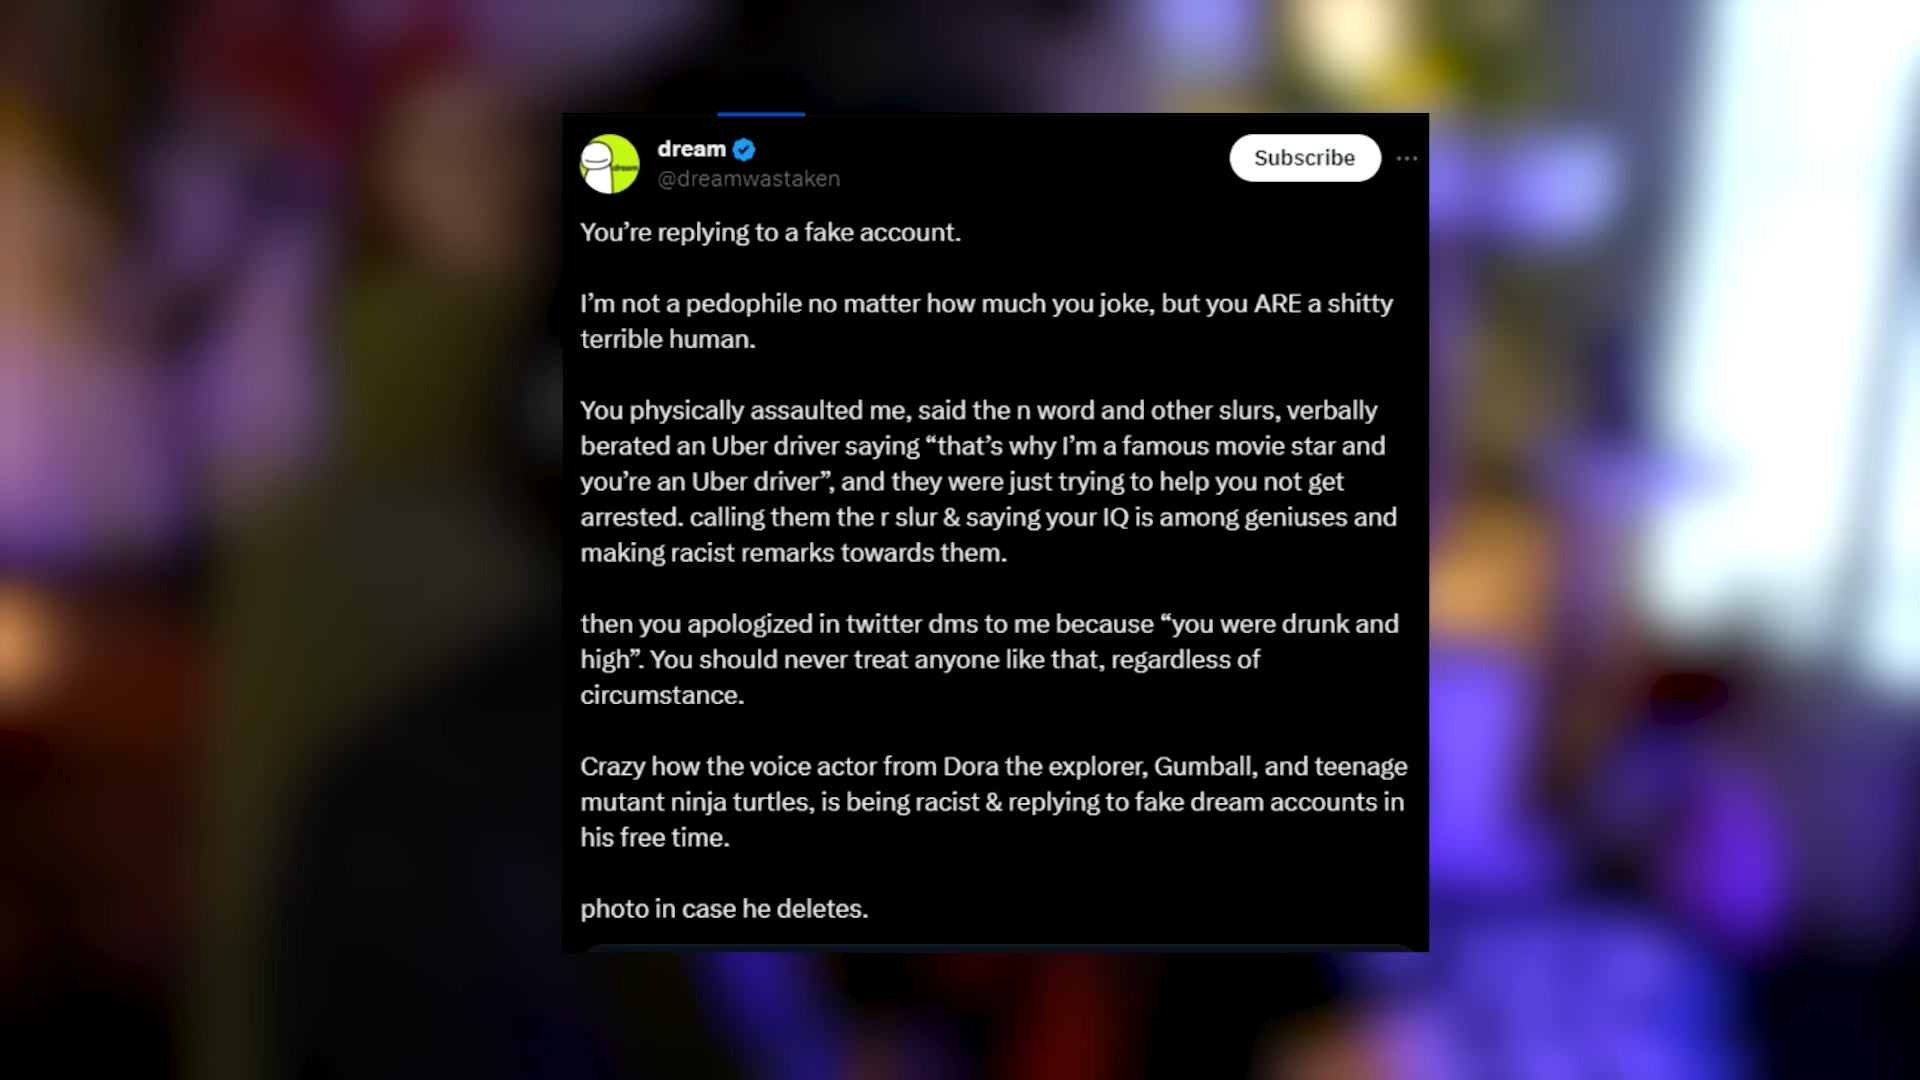 dream
@dreamwastaken
Subscribe
You’re replying to a fake account.
I’m not a pedophile no matter how much you joke, but you ARE a shitty
terrible human.
You physically assaulted me, said the n word and other slurs, verbally
berated an Uber driver saying “that’s why I’m a famous movie star and
you’re an Uber driver”, and they were just trying to help you not get
arrested. calling them the r slur & saying your IQ is among geniuses and
making racist remarks towards them.
then you apologized in twitter dms to me because “you were drunk and
high”. You should never treat anyone like that, regardless of
circumstance.
Crazy how the voice actor from Dora the explorer, Gumball, and teenage
mutant ninja turtles, is being racist & replying to fake dream accounts in
his free time.
photo in case he deletes.